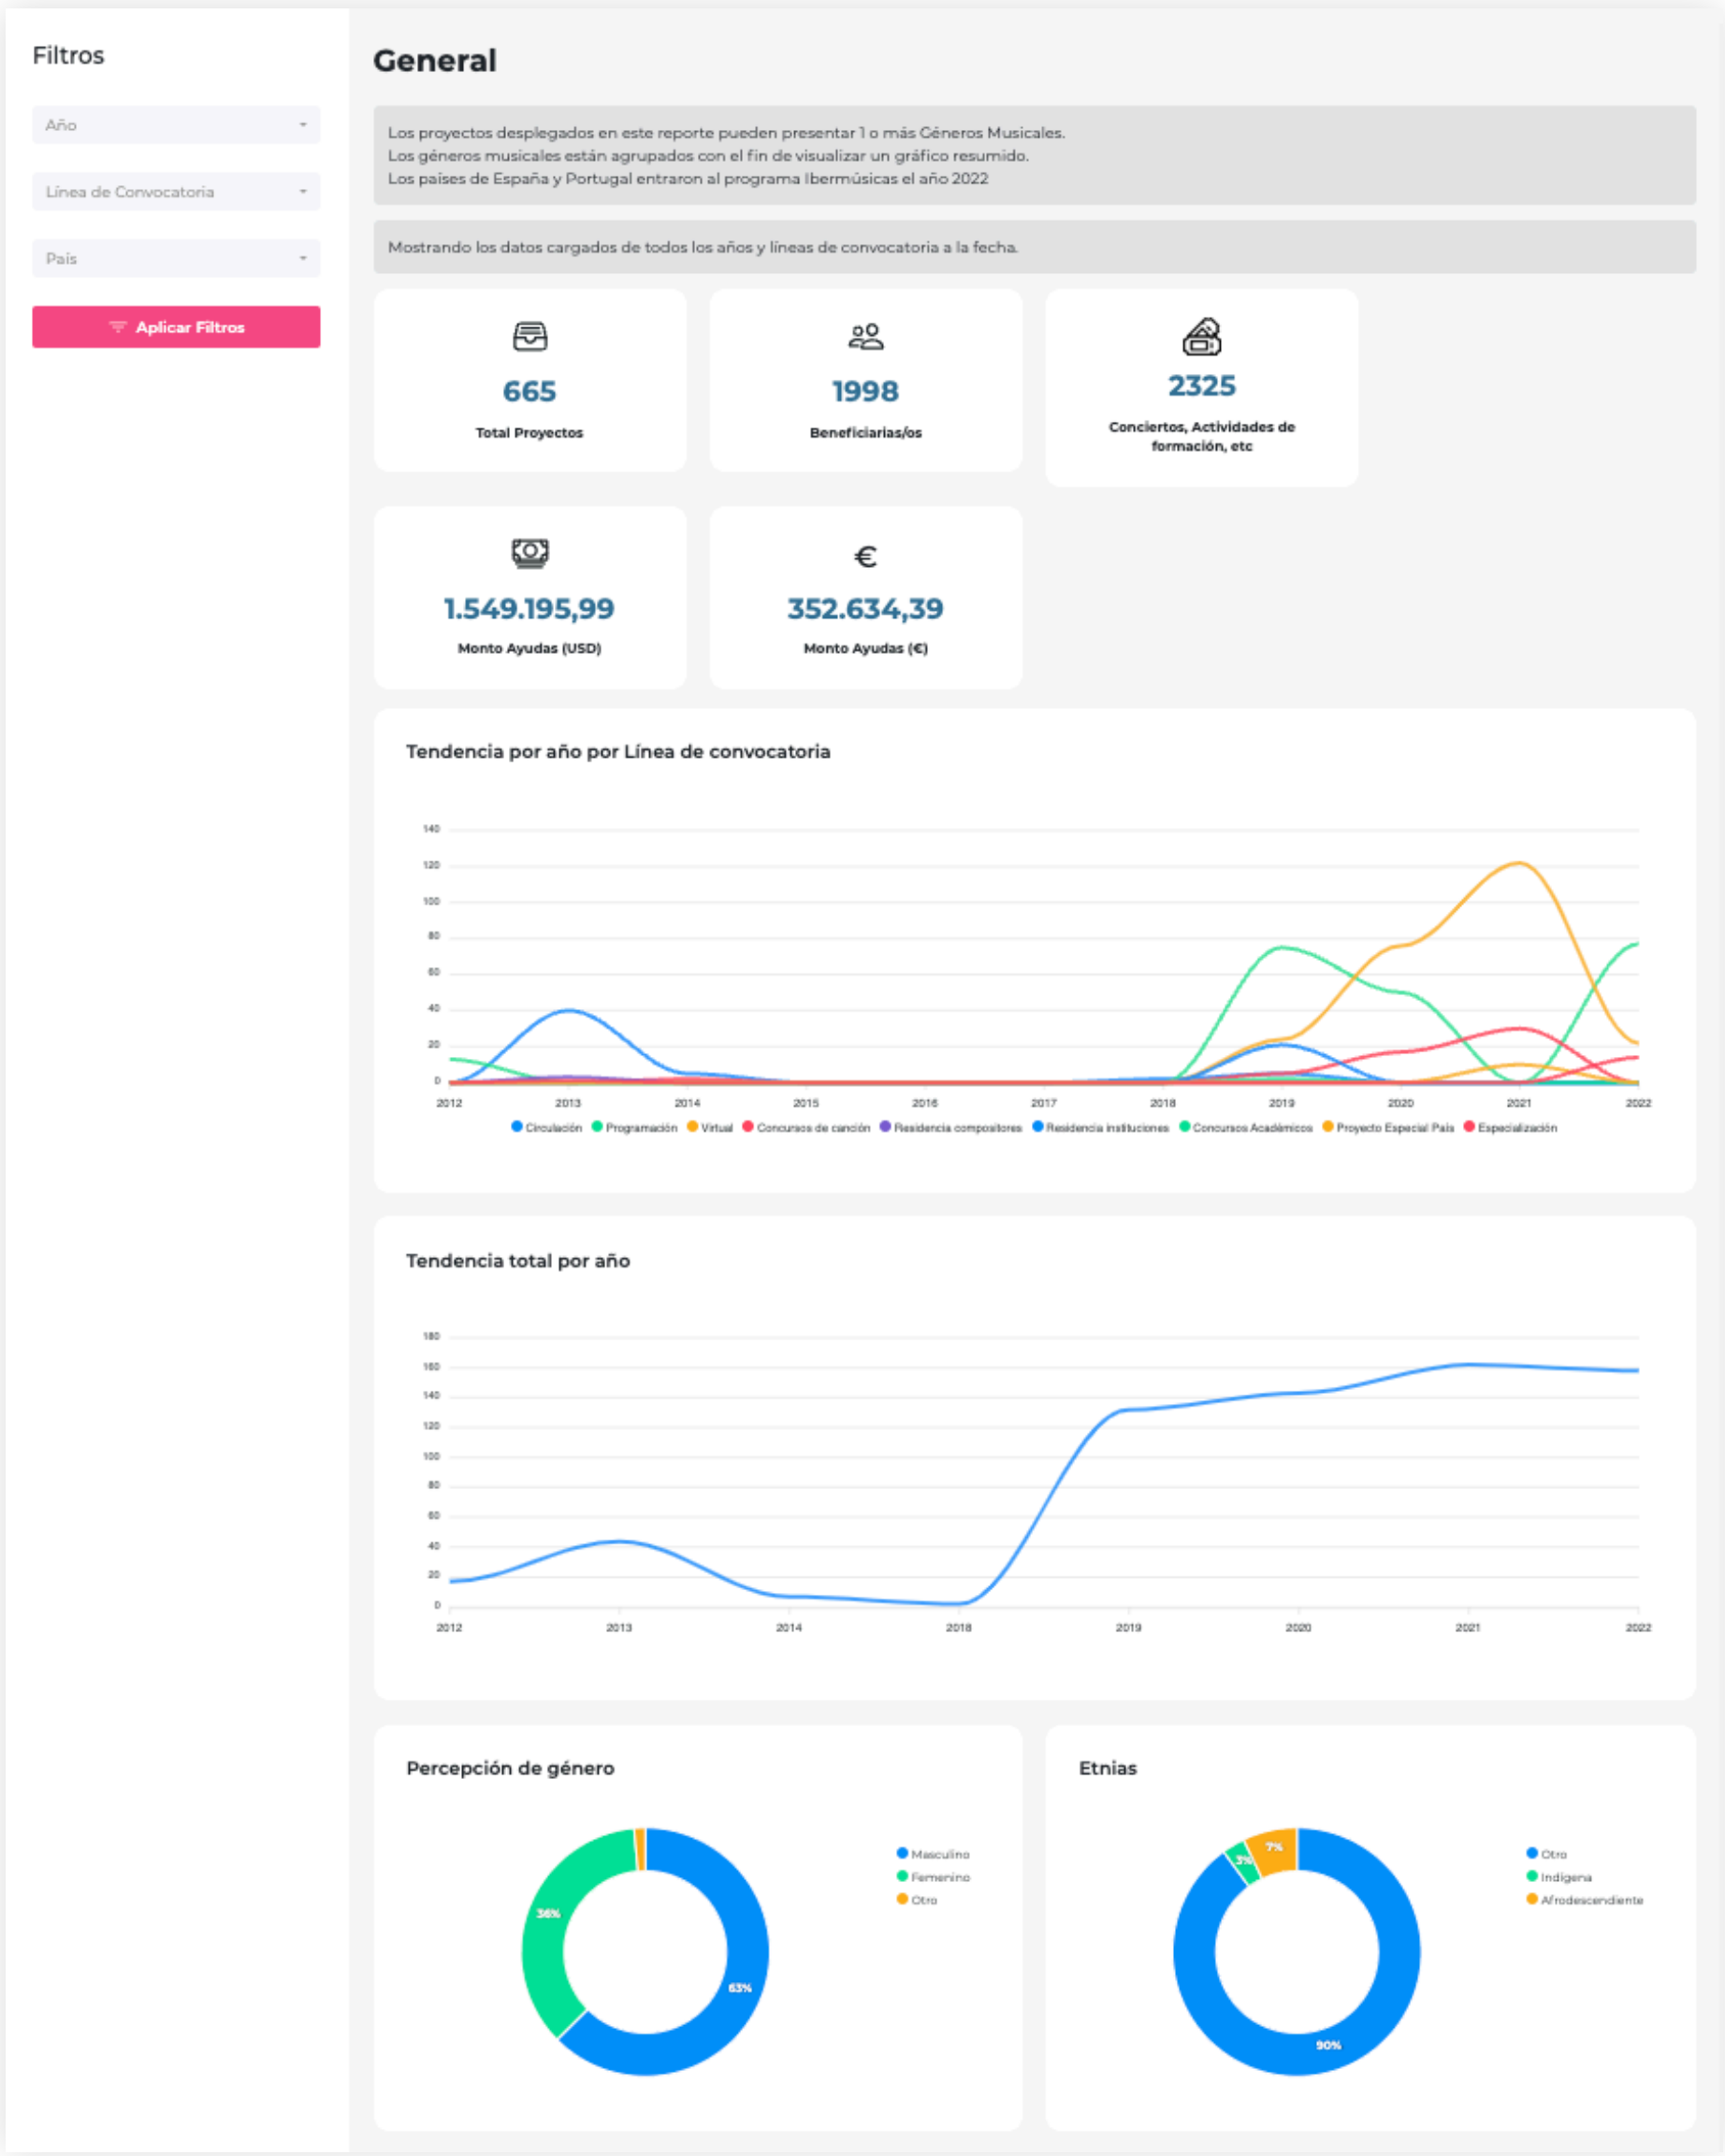 Filtros
Año
Línea de Convocatoria
País
Aplicar Filtros
General
Los proyectos desplegados en este reporte pueden presentar 1 o más Géneros Musicales.
Los géneros musicales están agrupados con el fin de visualizar un gráfico resumido.
Los países de España y Portugal entraron al programa Ibermúsicas el año 2022
Mostrando los datos cargados de todos los años y líneas de convocatoria a la fecha.
665
Total Proyectos
1998
Beneficiarias/os
2325
Conciertos, Actividades de
formación, etc
1.549.195,99
Monto Ayudas (USD)
€
352.634,39
Monto Ayudas (€)
Tendencia por año por Línea de convocatoria
140
120
100
80
60
40
20
0
2012 2013 2014 2015 2016 2017 2018 2019 2020 2021 2022
Circulación Programación Virtual Concursos de canción Residencia compositores Residencia instituciones Concursos Académicos Proyecto Especial País Especialización
Tendencia total por año
180
160
140
120
100
80
60
40
20
0
2012 2013 2014 2018 2019 2020 2021 2022
Percepción de género
36%
63%
Masculino
Femenino
Otro
Etnias
7%
3%
90%
Otro
Indígena
Afrodescendiente